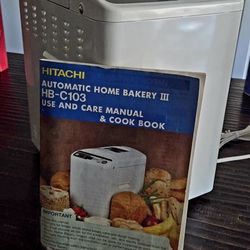 HITACHI
AUTOMATIC HOME BAKERY III
HB-C103
USE AND CARE MANUAL
& COOK BOOK
IMPORTANT